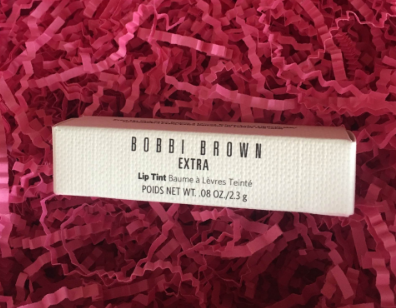 BOBBI BROWN
EXTRA
Lip Tint Baume à Lèvres Teinté
POIDS NET WT. .08 OZ./2.3 g